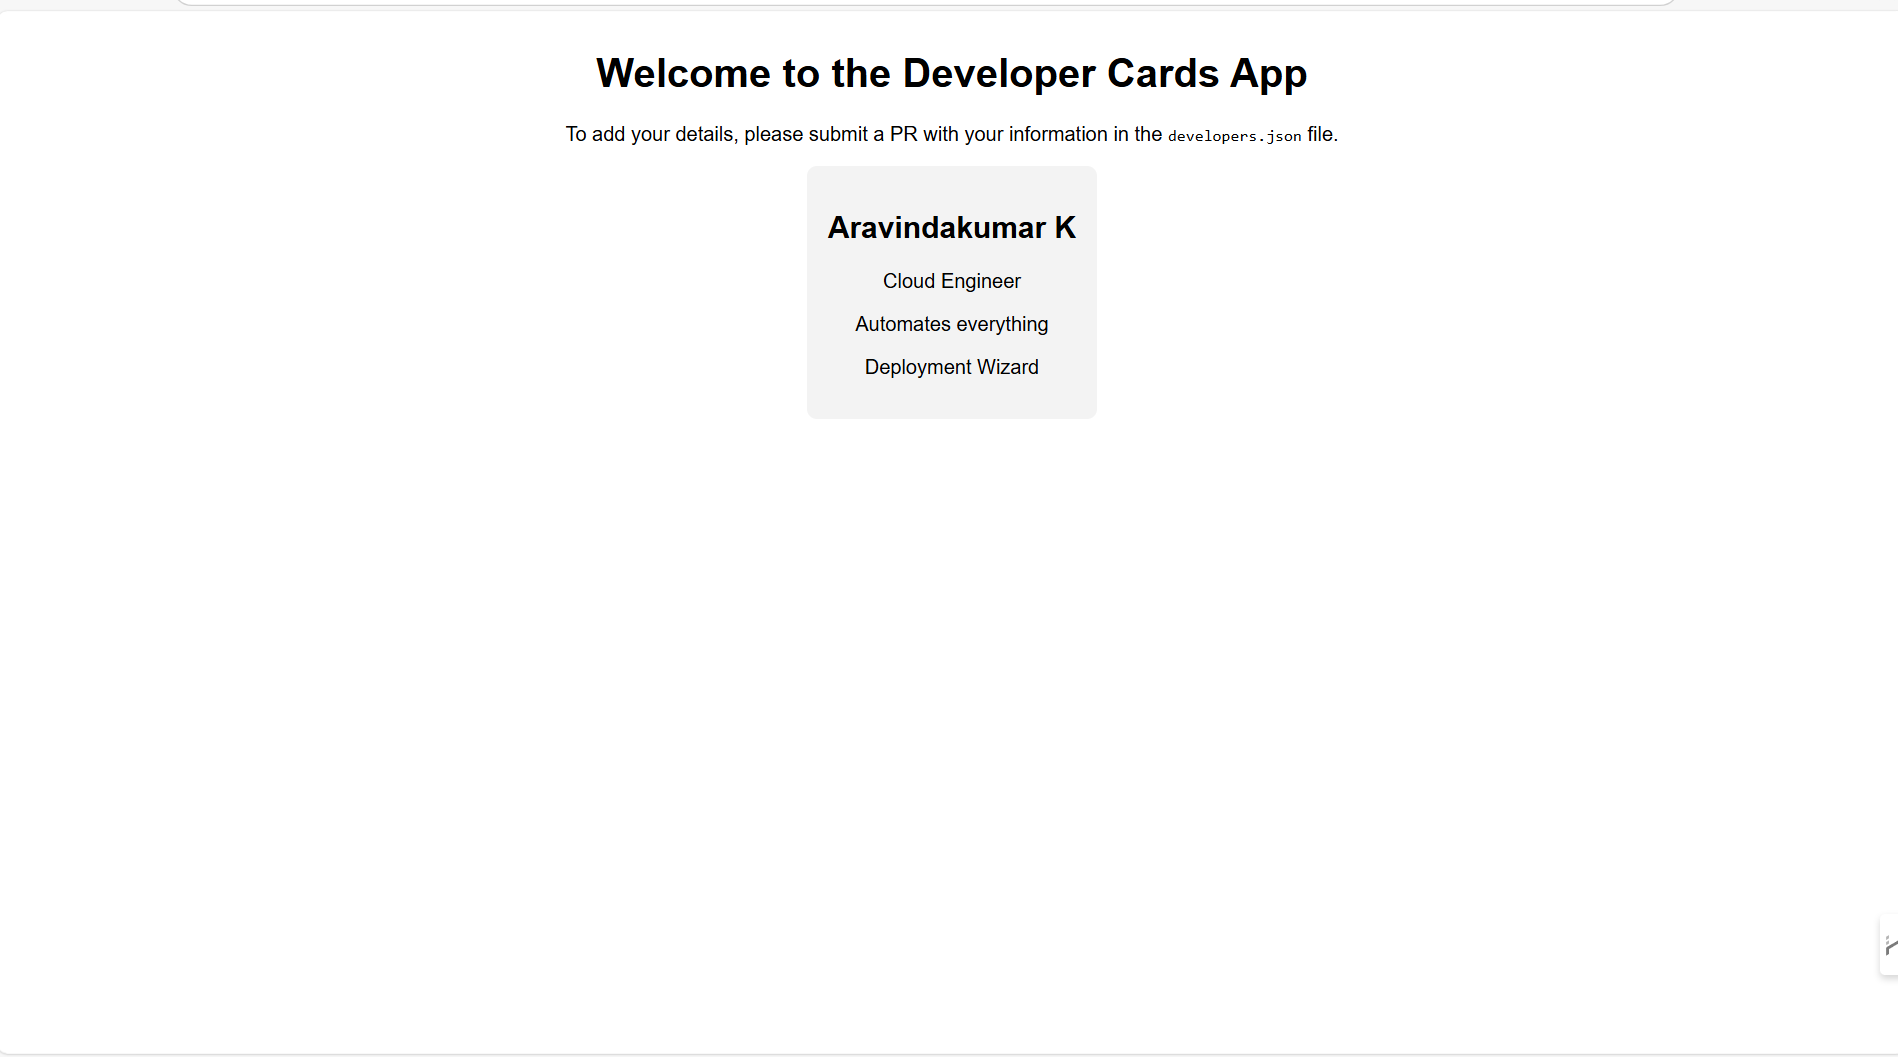 Welcome to the Developer Cards App
To add your details, please submit a PR with your information in the developers.json file.
Aravindakumar K
Cloud Engineer
Automates everything
Deployment Wizard